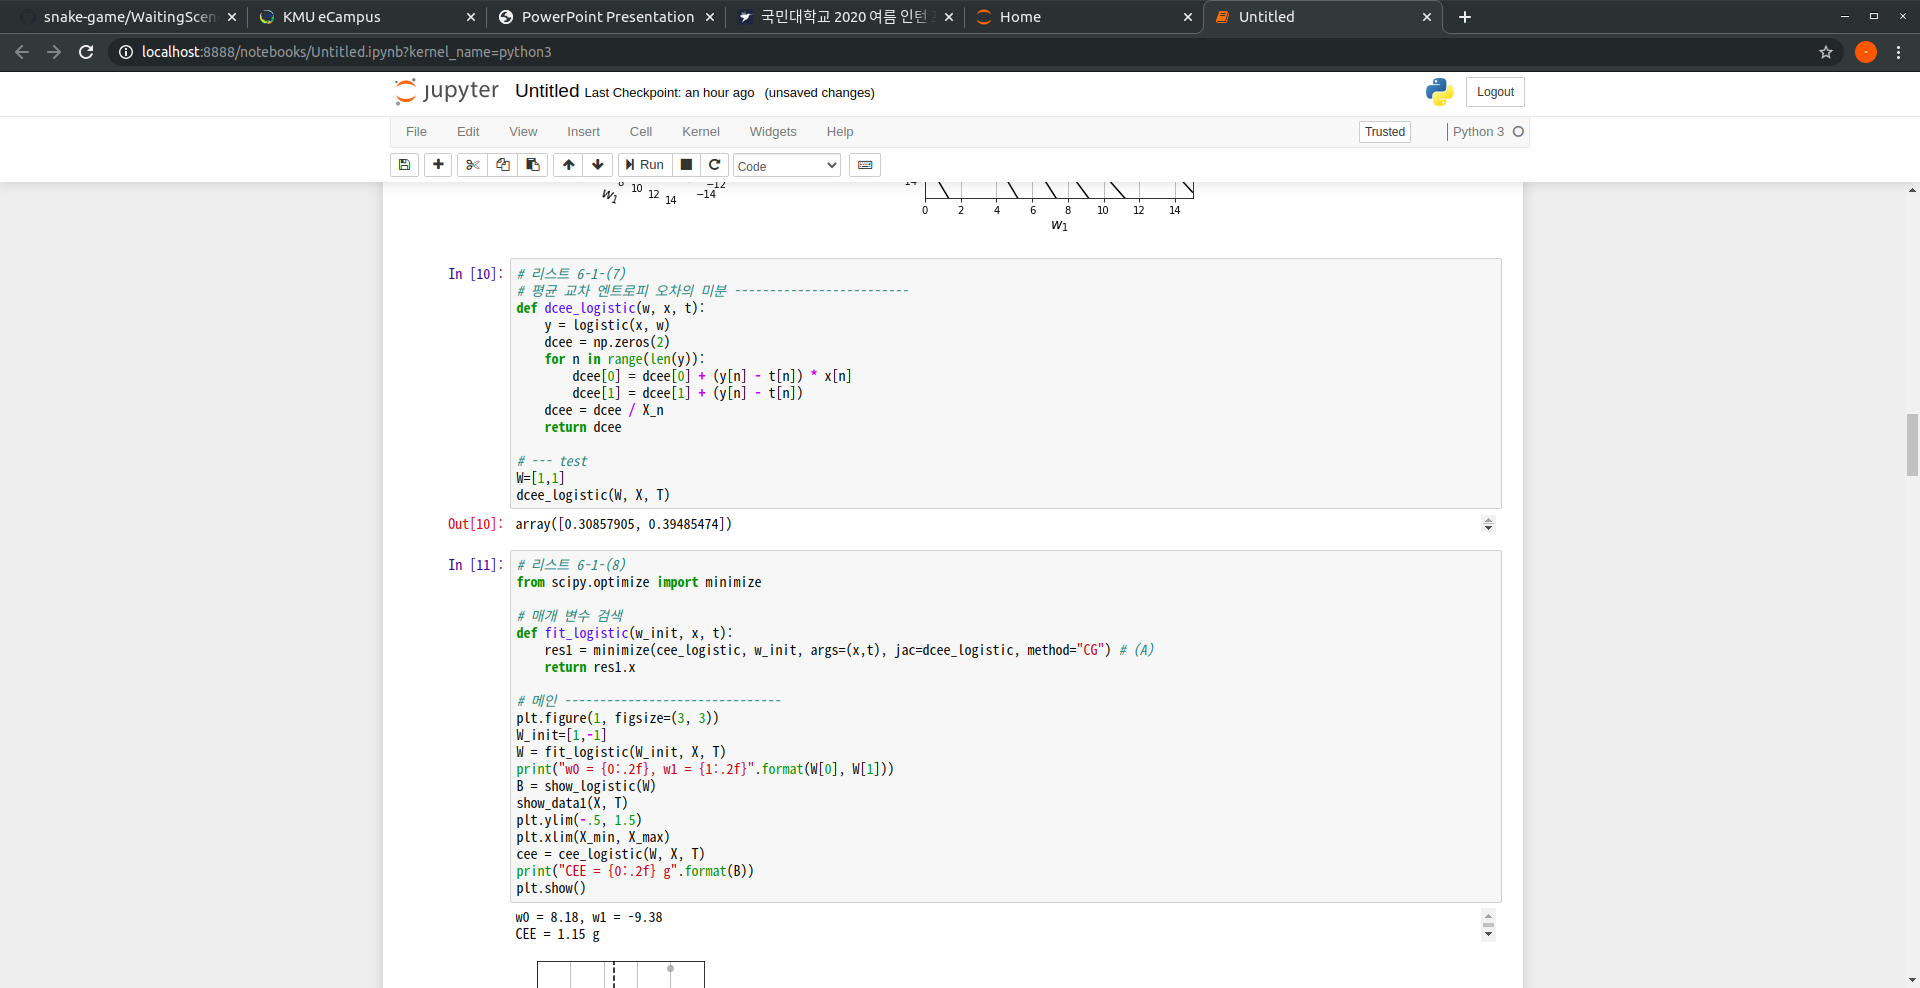 snake-game/WaitingScen
KMU eCampus
PowerPoint Presentation
국민대학교 2020 여름 인턴
Home
Untitled
localhost:8888/notebooks/Untitled.ipynb?kernel_name=python3
jupyter Untitled Last Checkpoint: an hour ago (unsaved changes)
Logout
File Edit View Insert Cell Kernel Widgets Help
Trusted
Python 3
Run
Code
8 10 12 14
-12
-14
w1
14
0 2 4 6 8 10 12 14
w1
In [10]:
# 리스트 6-1-(7)
# 평균 교차 엔트로피 오차의 미분 -------------------------
def dcee_logistic(w, x, t):
    y = logistic(x, w)
    dcee = np.zeros(2)
    for n in range(len(y)):
        dcee[0] = dcee[0] + (y[n] - t[n]) * x[n]
        dcee[1] = dcee[1] + (y[n] - t[n])
    dcee = dcee / X_n
    return dcee
# --- test
W=[1,1]
dcee_logistic(W, X, T)
Out[10]: array([0.30857905, 0.39485474])
In [11]:
# 리스트 6-1-(8)
from scipy.optimize import minimize
# 매개 변수 검색
def fit_logistic(w_init, x, t):
    res1 = minimize(cee_logistic, w_init, args=(x,t), jac=dcee_logistic, method="CG") # (A)
    return res1.x
# 메인 -------------------------------
plt.figure(1, figsize=(3, 3))
W_init=[1,-1]
W = fit_logistic(W_init, X, T)
print("w0 = {0:.2f}, w1 = {1:.2f}".format(W[0], W[1]))
B = show_logistic(W)
show_data1(X, T)
plt.ylim(-.5, 1.5)
plt.xlim(X_min, X_max)
cee = cee_logistic(W, X, T)
print("CEE = {0:.2f} g".format(B))
plt.show()
w0 = 8.18, w1 = -9.38
CEE = 1.15 g